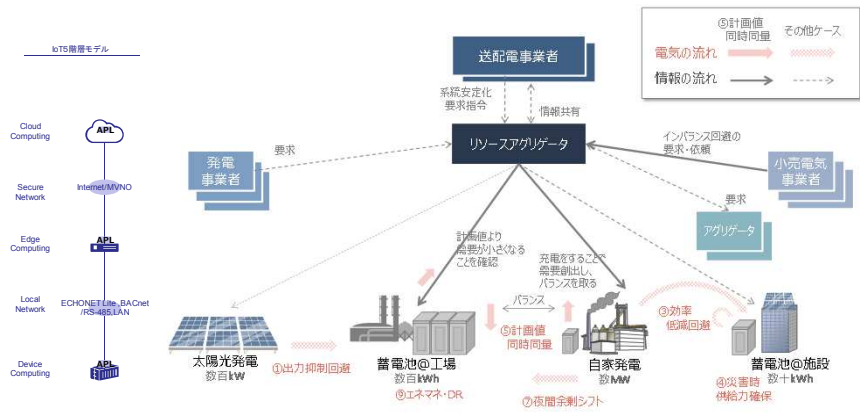 IoT5階層モデル
Cloud
Computing
APL
Secure
Network
Internet/MVNO
Edge
Computing
APL
Local
Network
ECHONET Lite, BACnet
/RS-485,LAN
Device
Computing
APL
⑤計画値
同時同量
その他ケース
電気の流れ
情報の流れ
送配電事業者
系統安定化
要求指令
情報共有
リソースアグリゲータ
発電
事業者
要求
インバランス回避の
要求・依頼
小売電気
事業者
要求
アグリゲータ
計画値より
需要が小さくなる
ことを確認
充電をすることで
需要創出し、
バランスを取る
バランス
⑤計画値
同時同量
③効率
低減回避
太陽光発電
数百kW
①出力抑制回避
蓄電池@工場
数百kWh
⑨エネマネ・DR
自家発電
数MW
⑦夜間余剰シフト
蓄電池@施設
数十kWh
④災害時
供給力確保